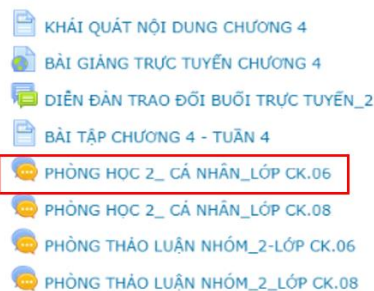 KHÁI QUÁT NỘI DUNG CHƯƠNG 4
BÀI GIẢNG TRỰC TUYẾN CHƯƠNG 4
DIỄN ĐÀN TRAO ĐỔI BUỔI TRỰC TUYẾN_2
BÀI TẬP CHƯƠNG 4 - TUẦN 4
PHÒNG HỌC 2_ CÁ NHÂN_LỚP CK.06
PHÒNG HỌC 2_ CÁ NHÂN_LỚP CK.08
PHÒNG THẢO LUẬN NHÓM_2-LỚP CK.06
PHÒNG THẢO LUẬN NHÓM_2_LỚP CK.08